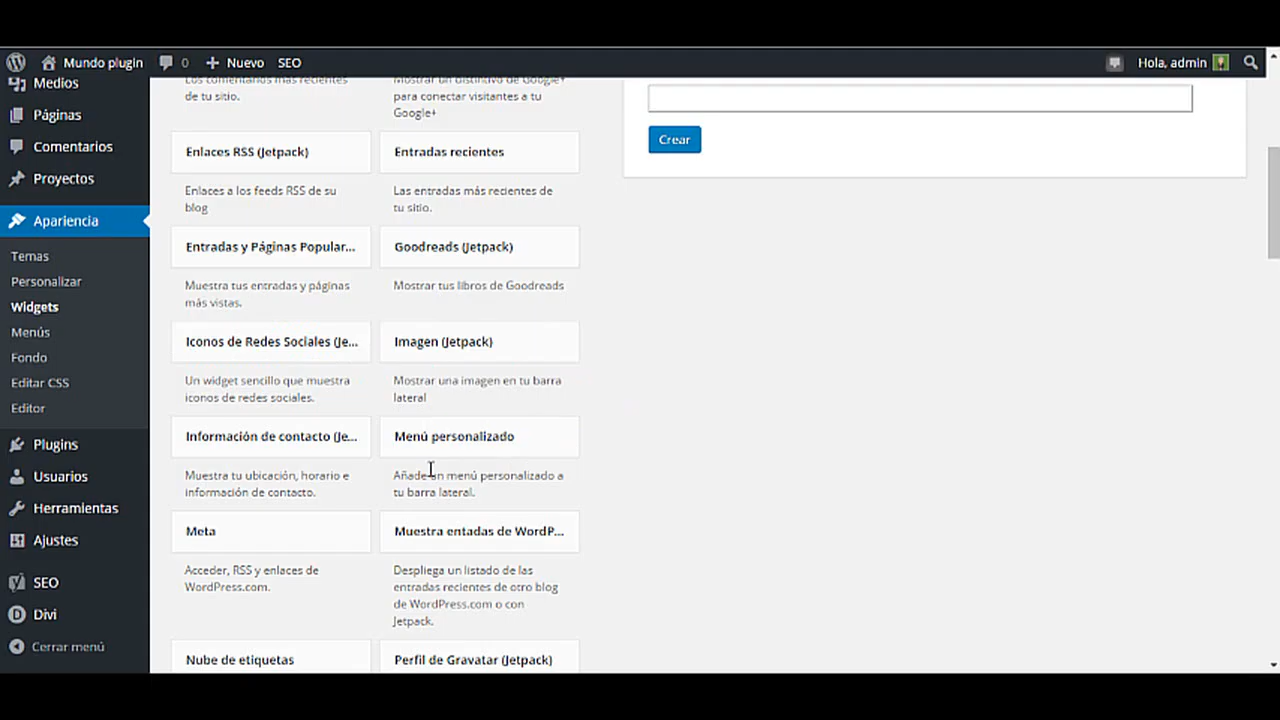 Mundo plugin
0
Nuevo
SEO
Hola, admin
Medios
Páginas
Comentarios
Proyectos
Apariencia
Temas
Personalizar
Widgets
Menús
Fondo
Editar CSS
Editor
Plugins
Usuarios
Herramientas
Ajustes
SEO
Divi
Cerrar menú
Los comentarios más recientes
de tu sitio.
Mostrar un distintivo de Google+
para conectar visitantes a tu
Google+
Enlaces RSS (Jetpack)
Enlaces a los feeds RSS de su
blog
Entradas recientes
Las entradas más recientes de
tu sitio.
Entradas y Páginas Popular...
Muestra tus entradas y páginas
más vistas.
Goodreads (Jetpack)
Mostrar tus libros de Goodreads
Iconos de Redes Sociales (Je...
Un widget sencillo que muestra
iconos de redes sociales.
Imagen (Jetpack)
Mostrar una imagen en tu barra
lateral
Información de contacto (Je...
Muestra tu ubicación, horario e
información de contacto.
Menú personalizado
Añade un menú personalizado a
tu barra lateral.
Meta
Acceder, RSS y enlaces de
WordPress.com.
Muestra entadas de WordP...
Despliega un listado de las
entradas recientes de otro blog
de WordPress.com o con
Jetpack.
Nube de etiquetas
Perfil de Gravatar (Jetpack)
Crear